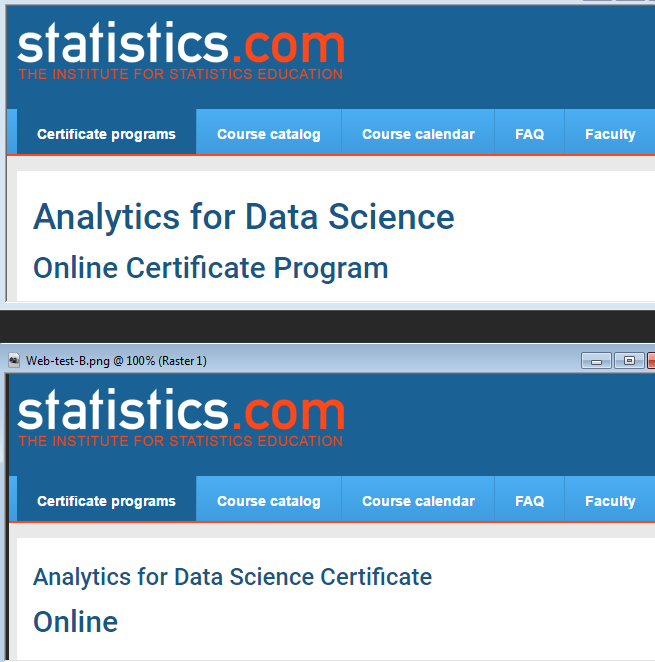 statistics.com
THE INSTITUTE FOR STATISTICS EDUCATION
Certificate programs Course catalog Course calendar FAQ Faculty
Analytics for Data Science
Online Certificate Program
Web-test-B.png @ 100% (Raster 1)
statistics.com
THE INSTITUTE FOR STATISTICS EDUCATION
Certificate programs Course catalog Course calendar FAQ Faculty
Analytics for Data Science Certificate
Online